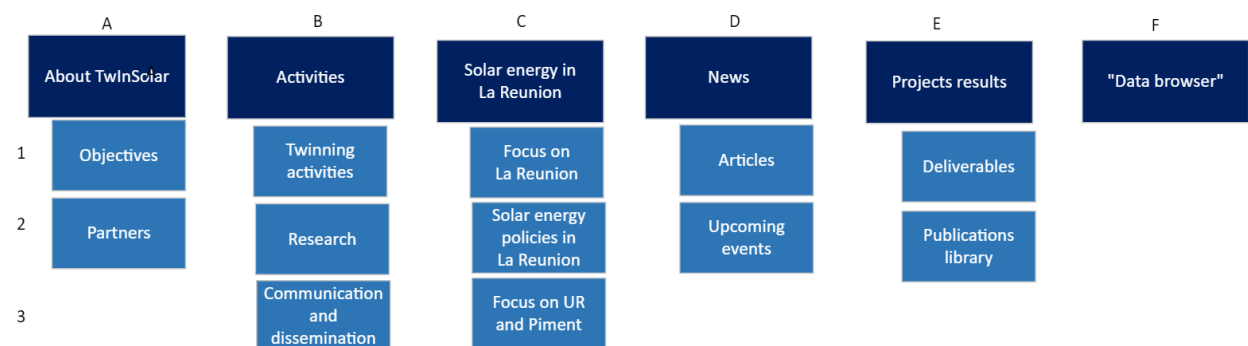 A B C D E F
About TwInSolar
A
Activities
Solar energy in
La Reunion
News
Projects results
"Data browser"
1
Objectives
Twinning
activities
Focus on
La Reunion
Articles
Deliverables
2
Partners
Research
Solar energy
policies in
La Reunion
Upcoming
events
Publications
library
3
Communication
and
dissemination
Focus on UR
and Piment